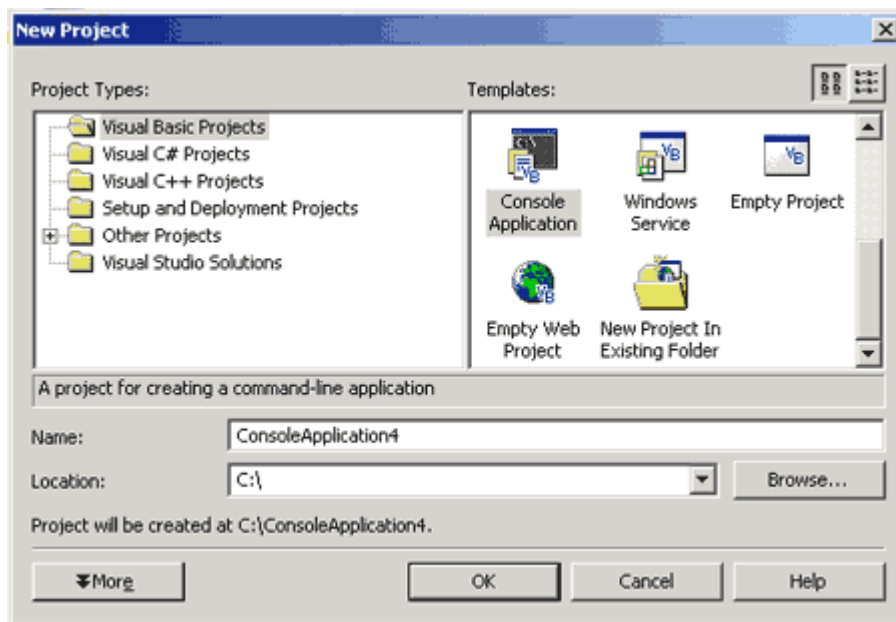 New Project
Project Types:
Templates:
Visual Basic Projects
Visual C# Projects
Visual C++ Projects
Setup and Deployment Projects
Other Projects
Visual Studio Solutions
Console
Application
Windows
Service
Empty Project
Empty Web
Project
New Project In
Existing Folder
A project for creating a command-line application
Name:
ConsoleApplication4
Location:
C:\
Browse...
Project will be created at C:\ConsoleApplication4.
More
OK
Cancel
Help